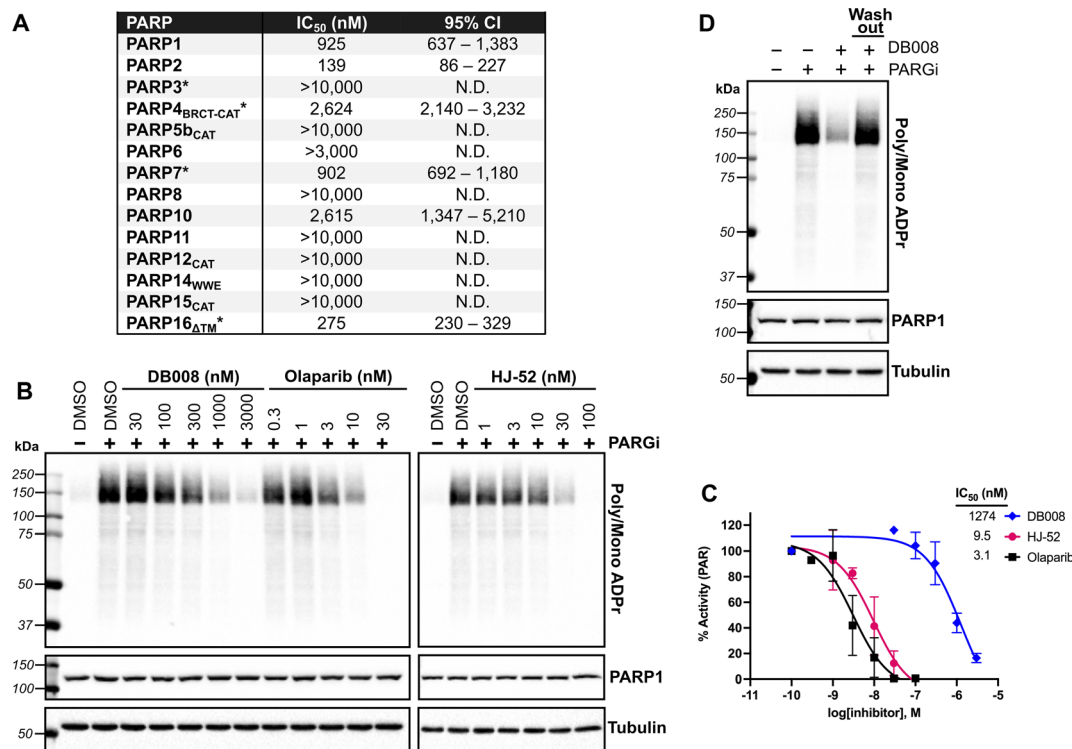 A
PARP IC50 (nM) 95% CI
PARP1 925 637 – 1,383
PARP2 139 86 – 227
PARP3* >10,000 N.D.
PARP4BRCT-CAT* 2,624 2,140 – 3,232
PARP5bCAT >10,000 N.D.
PARP6 >3,000 N.D.
PARP7* 902 692 – 1,180
PARP8 >10,000 N.D.
PARP10 2,615 1,347 – 5,210
PARP11 >10,000 N.D.
PARP12CAT >10,000 N.D.
PARP14WWE >10,000 N.D.
PARP15CAT >10,000 N.D.
PARP16ΔTM* 275 230 – 329
D
Wash
out
– – + + DB008
– + + + PARGi
kDa
250
150
100
75
50
37
Poly/Mono ADPr
150
100
PARP1
50
Tubulin
B
DB008 (nM) Olaparib (nM) HJ-52 (nM)
DMSO DMSO 30 100 300 1000 3000 0.3 1 3 10 30 DMSO DMSO 1 3 10 30 100
– + + + + + + + + + + + – + + + + + + PARGi
kDa
250
150
100
75
50
37
Poly/Mono ADPr
150
100
PARP1
50
Tubulin
C
IC50 (nM)
1274 DB008
9.5 HJ-52
3.1 Olaparib
% Activity (PAR)
120
100
80
60
40
20
0
-11 -10 -9 -8 -7 -6 -5
log[inhibitor], M